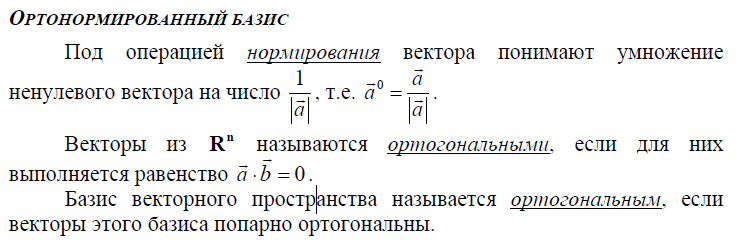 ОРТОНОРМИРОВАННЫЙ БАЗИС
Под операцией нормирования вектора понимают умножение
ненулевого вектора на число $\frac{1}{|\vec{a}|}$, т.е. $\vec{a}^{0} = \frac{\vec{a}}{|\vec{a}|}$.
Векторы из Rⁿ называются ортогональными, если для них
выполняется равенство $\vec{a} \cdot \vec{b} = 0$.
Базис векторного пространства называется ортогональным, если
векторы этого базиса попарно ортогональны.